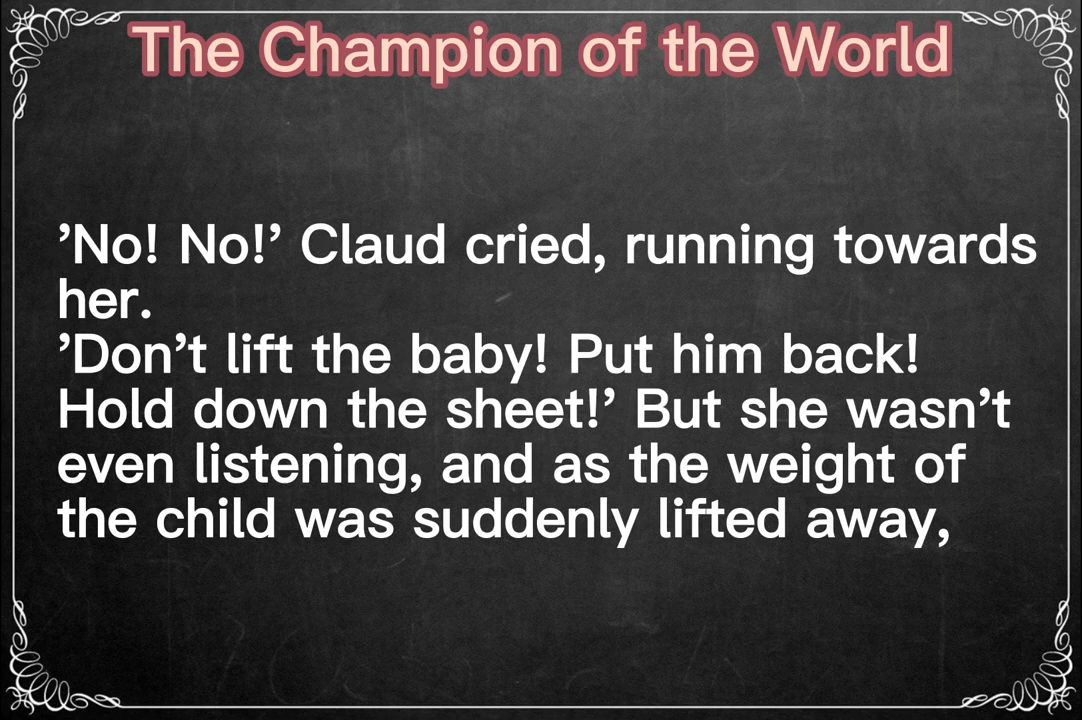 The Champion of the World
’No! No!’ Claud cried, running towards
her.
’Don’t lift the baby! Put him back!
Hold down the sheet!’ But she wasn’t
even listening, and as the weight of
the child was suddenly lifted away,